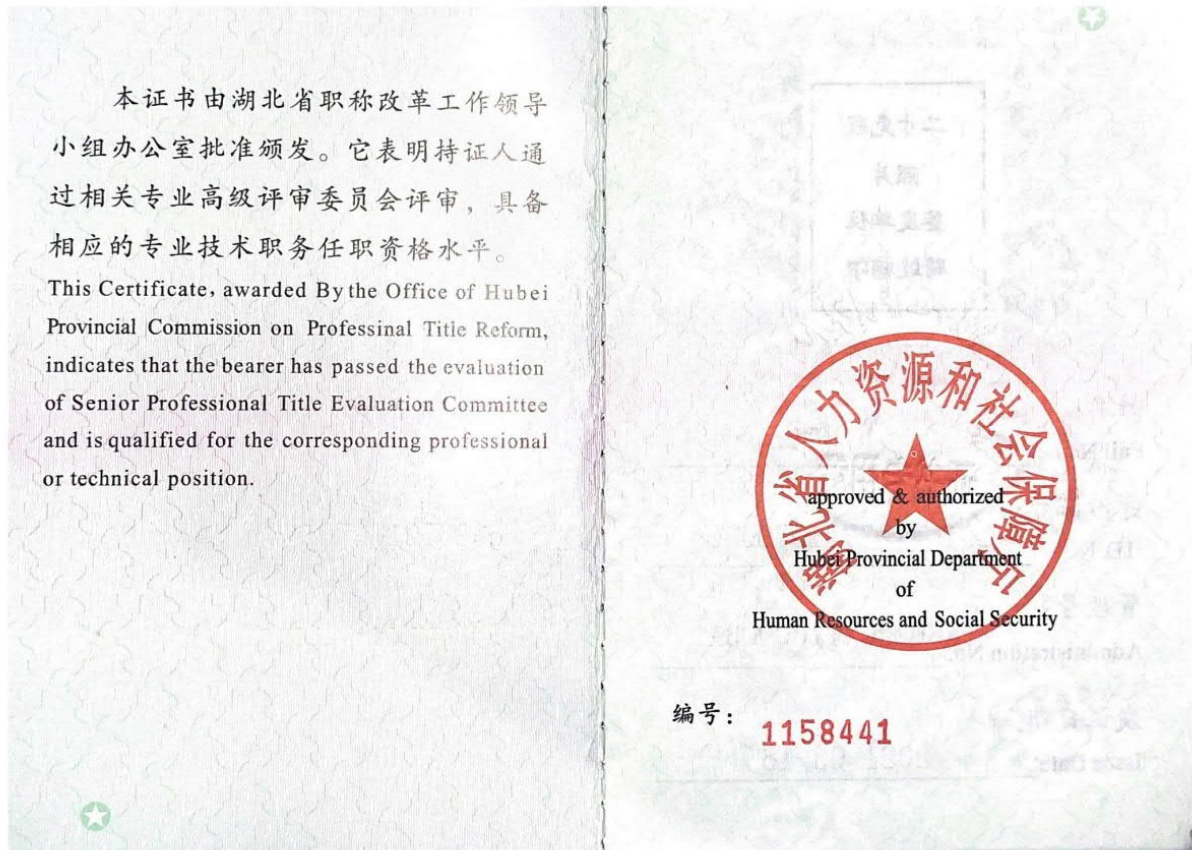 本证书由湖北省职称改革工作领导
小组办公室批准颁发。它表明持证人通
过相关专业高级评审委员会评审，具备
相应的专业技术职务任职资格水平。
This Certificate, awarded By the Office of Hubei
Provincial Commission on Professinal Title Reform,
indicates that the bearer has passed the evaluation
of Senior Professional Title Evaluation Committee
and is qualified for the corresponding professional
or technical position.
湖北省人力资源和社会保障厅
approved & authorized
by
Hubei Provincial Department
of
Human Resources and Social Security
编号：
1158441